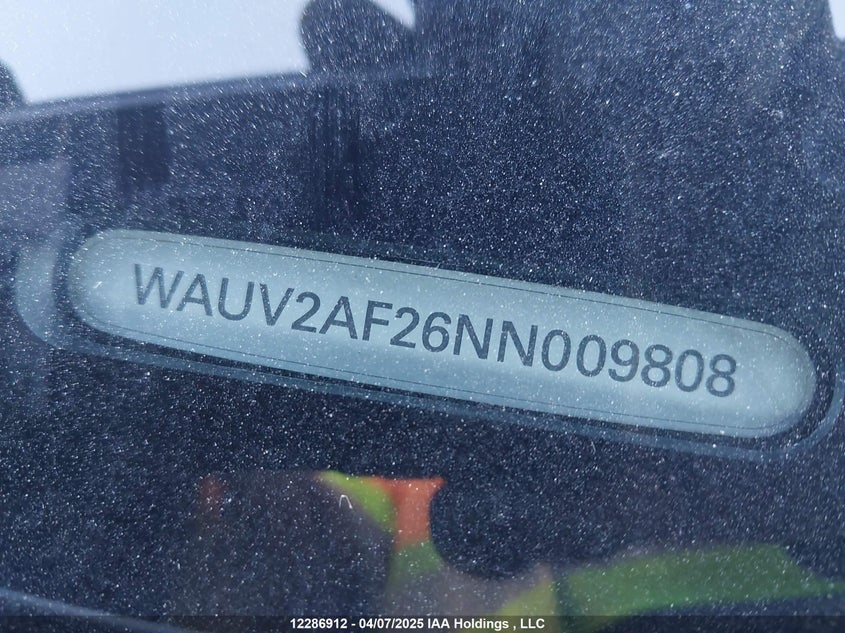 WAUV2AF26NN009808
12286912 - 04/07/2025 IAA Holdings , LLC